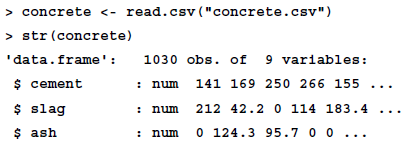 > concrete <- read.csv("concrete.csv")
> str(concrete)
'data.frame':   1030 obs. of  9 variables:
 $ cement       : num  141 169 250 266 155 ...
 $ slag         : num  212 42.2 0 114 183.4 ...
 $ ash          : num  0 124.3 95.7 0 0 ...